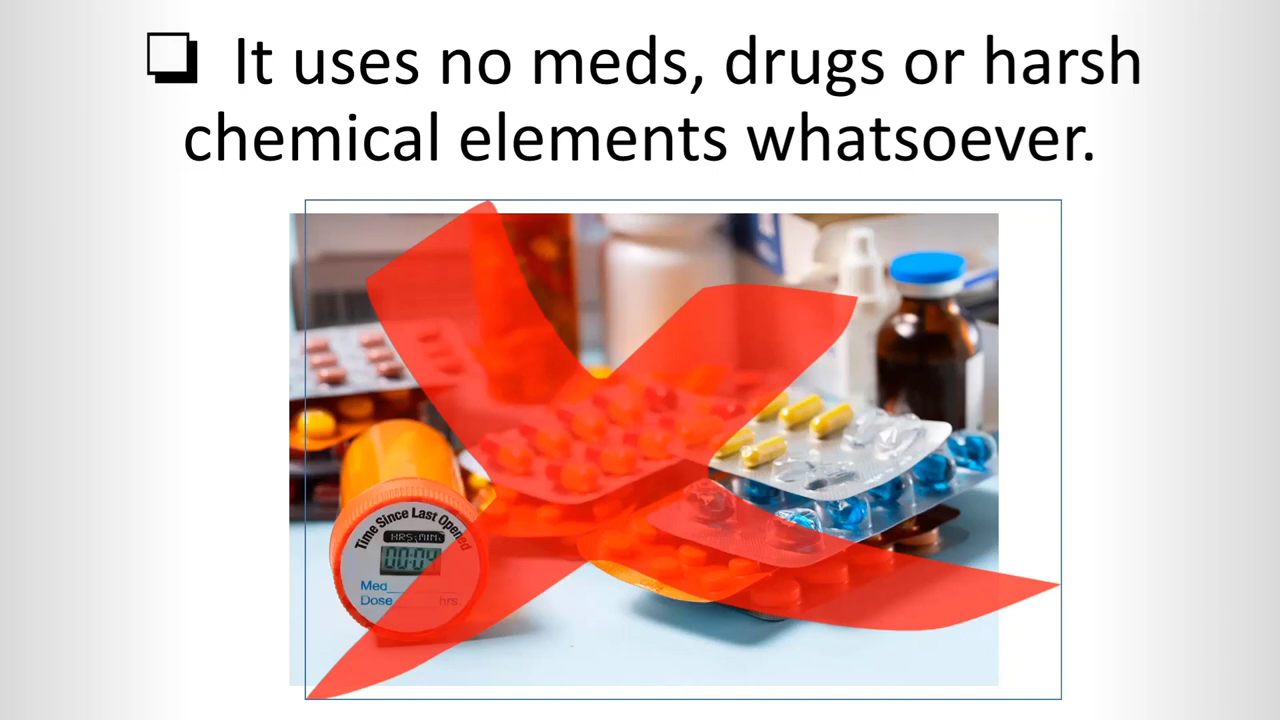 ❑ It uses no meds, drugs or harsh
chemical elements whatsoever.
Time Since Last Opened
HRS:MIN
00:04
Med
Dose hrs.